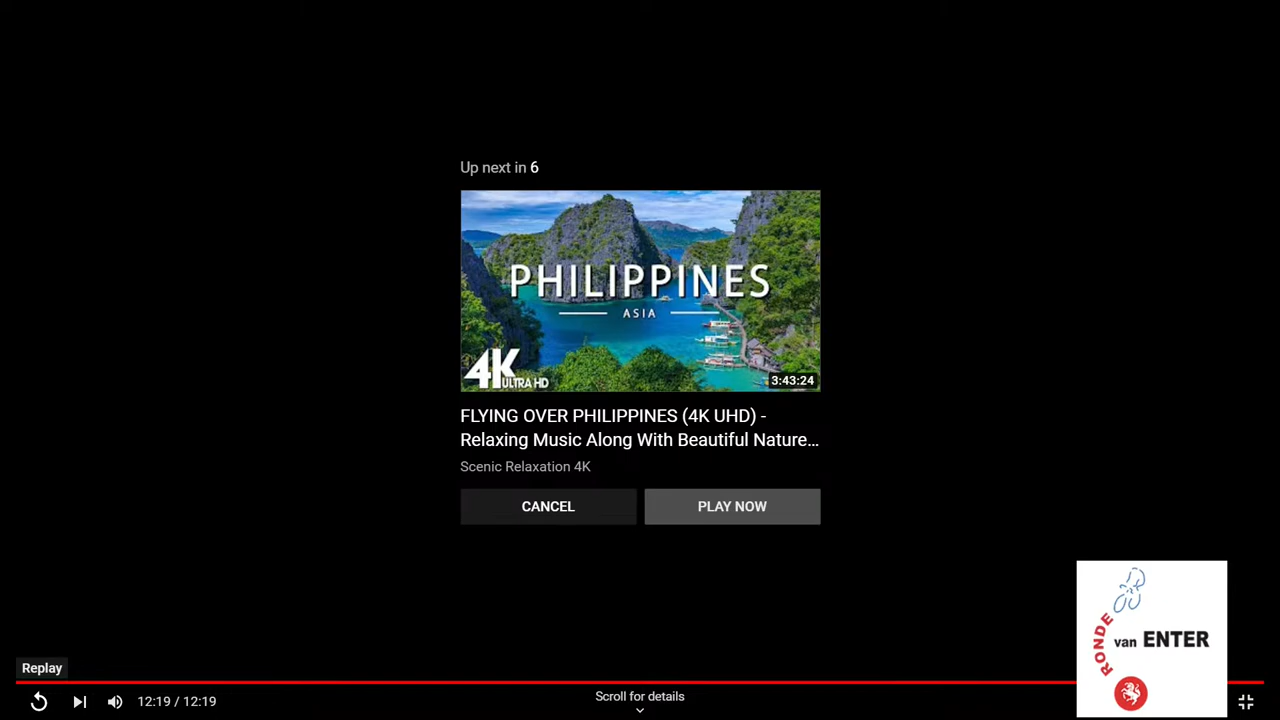 Up next in 6
PHILIPPINES
ASIA
4K ULTRA HD
3:43:24
FLYING OVER PHILIPPINES (4K UHD) -
Relaxing Music Along With Beautiful Nature...
Scenic Relaxation 4K
CANCEL
PLAY NOW
RONDE
van ENTER
Replay
12:19 / 12:19
Scroll for details